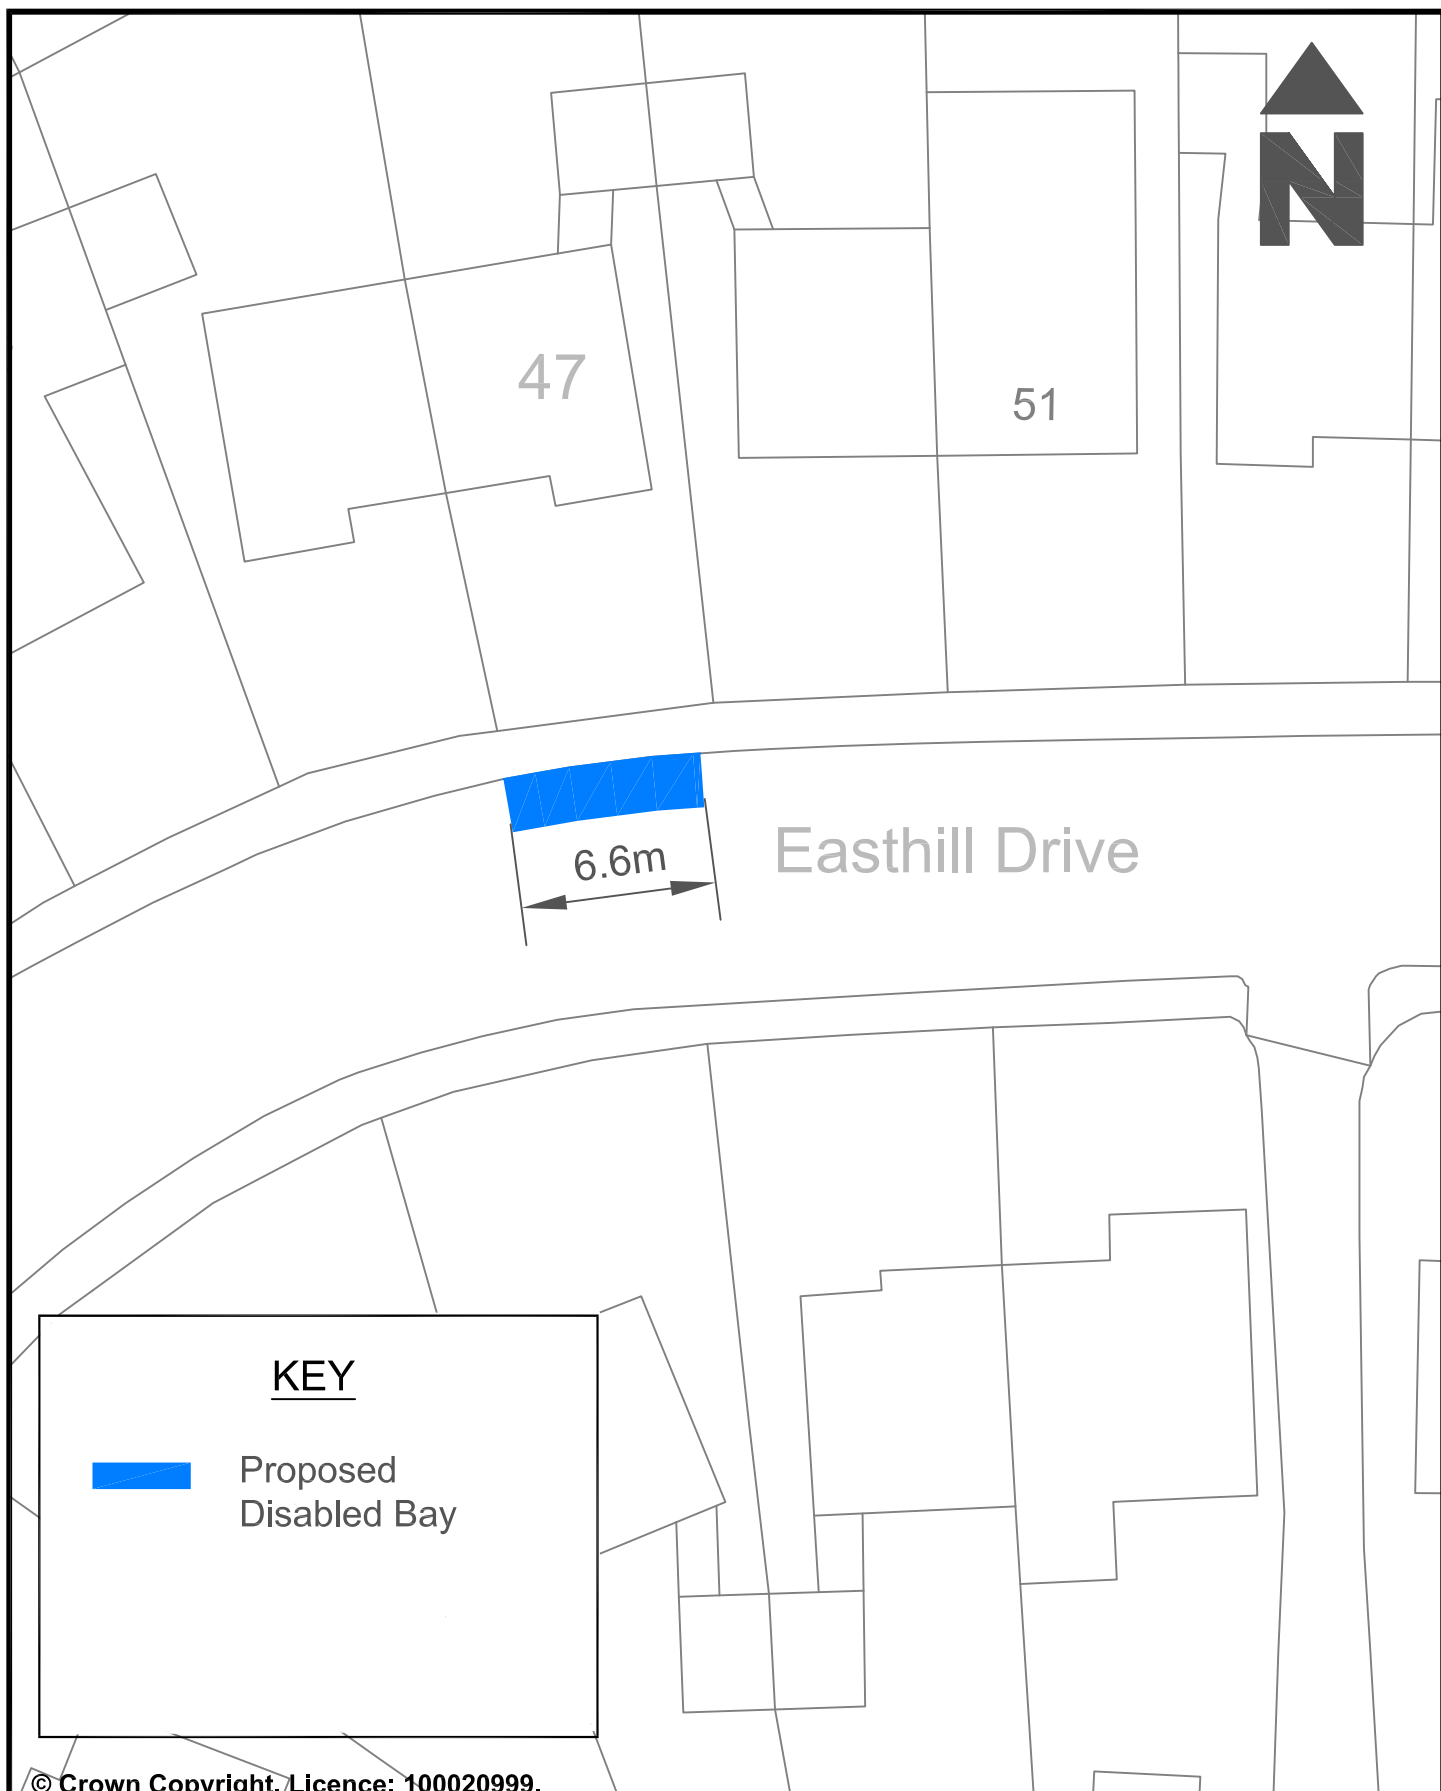 N
47
51
6.6m
Easthill Drive
KEY
Proposed
Disabled Bay
© Crown Copyright. Licence: 100020999.